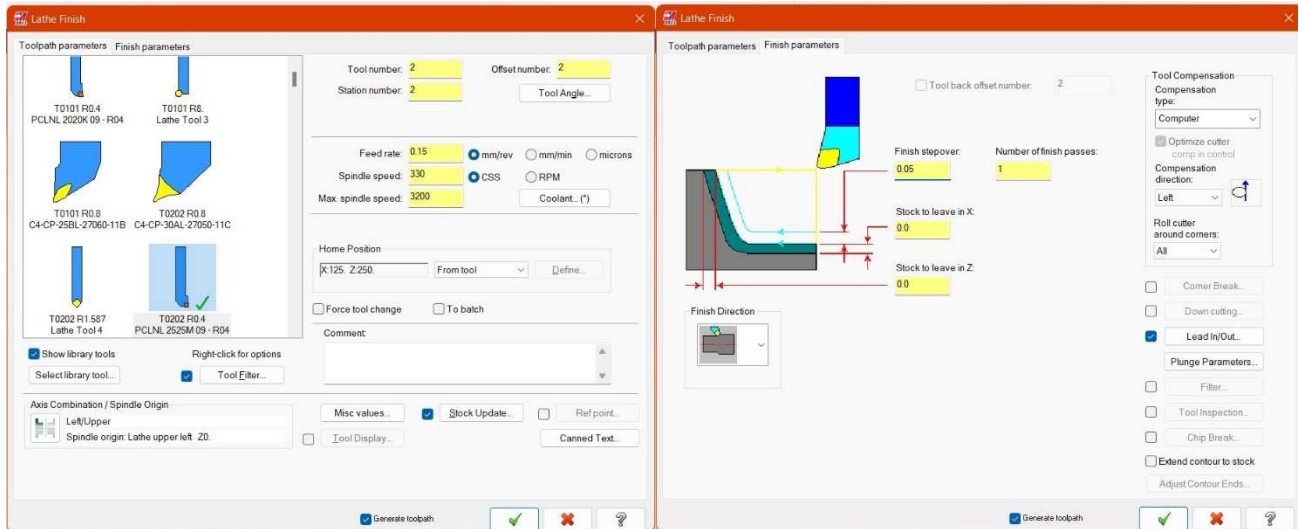 Lathe Finish
Toolpath parameters Finish parameters
T0101 R0.4
PCLNL 2020K 09 - R04
T0101 R8.
Lathe Tool 3
T0101 R0.8
C4-CP-25BL-27060-11B
T0202 R0.8
C4-CP-30AL-27050-11C
T0202 R1.587
Lathe Tool 4
T0202 R0.4
PCLNL 2525M 09 - R04
Show library tools
Right-click for options
Select library tool...
Tool Filter...
Axis Combination / Spindle Origin
Left/Upper
Spindle origin: Lathe upper left Z0.
Tool number: 2
Offset number: 2
Station number: 2
Tool Angle...
Feed rate: 0.15
mm/rev mm/min microns
Spindle speed: 330
CSS RPM
Max. spindle speed: 3200
Coolant... (*)
Home Position
X:125. Z:250.
From tool
Define...
Force tool change
To batch
Comment:
Misc values...
Stock Update...
Ref point...
Tool Display...
Canned Text...
Generate toolpath
Lathe Finish
Toolpath parameters Finish parameters
Tool back offset number: 2
Finish stepover:
0.05
Number of finish passes:
1
Stock to leave in X:
0.0
Stock to leave in Z:
0.0
Finish Direction
Tool Compensation
Compensation
type:
Computer
Optimize cutter
comp in control
Compensation
direction:
Left
Roll cutter
around corners:
All
Corner Break...
Down cutting...
Lead In/Out...
Plunge Parameters...
Filter...
Tool Inspection...
Chip Break...
Extend contour to stock
Adjust Contour Ends...
Generate toolpath